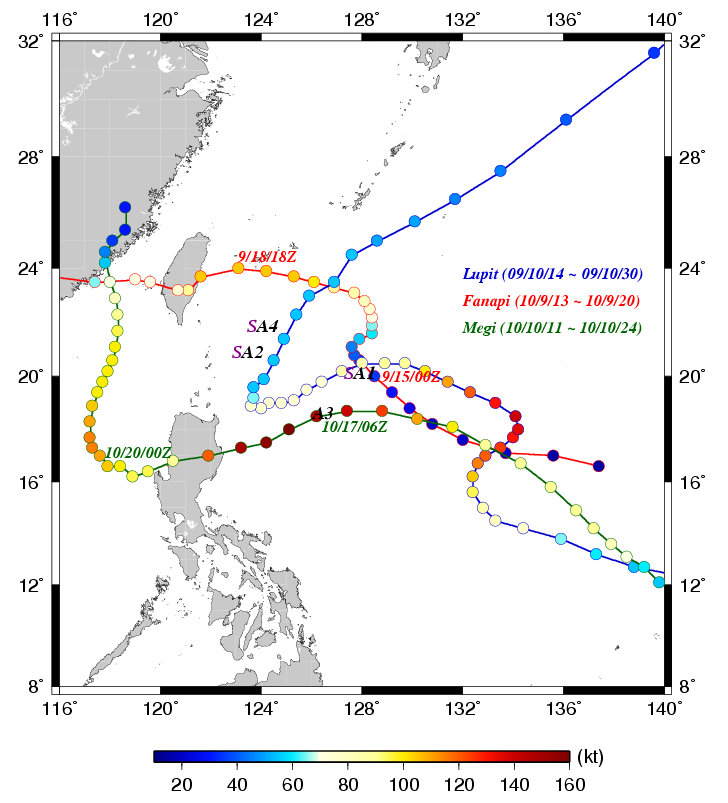 116° 120° 124° 128° 132° 136° 140°
32° 32°
28° 28°
9/18/18Z
24° 24°
Lupit (09/10/14 ~ 09/10/30)
Fanapi (10/9/13 ~ 10/9/20)
SA4
Megi (10/10/11 ~ 10/10/24)
SA2
20° SA1 9/15/00Z 20°
A3
10/17/06Z
10/20/00Z
16° 16°
12° 12°
8° 8°
116° 120° 124° 128° 132° 136° 140°
(kt)
20 40 60 80 100 120 140 160